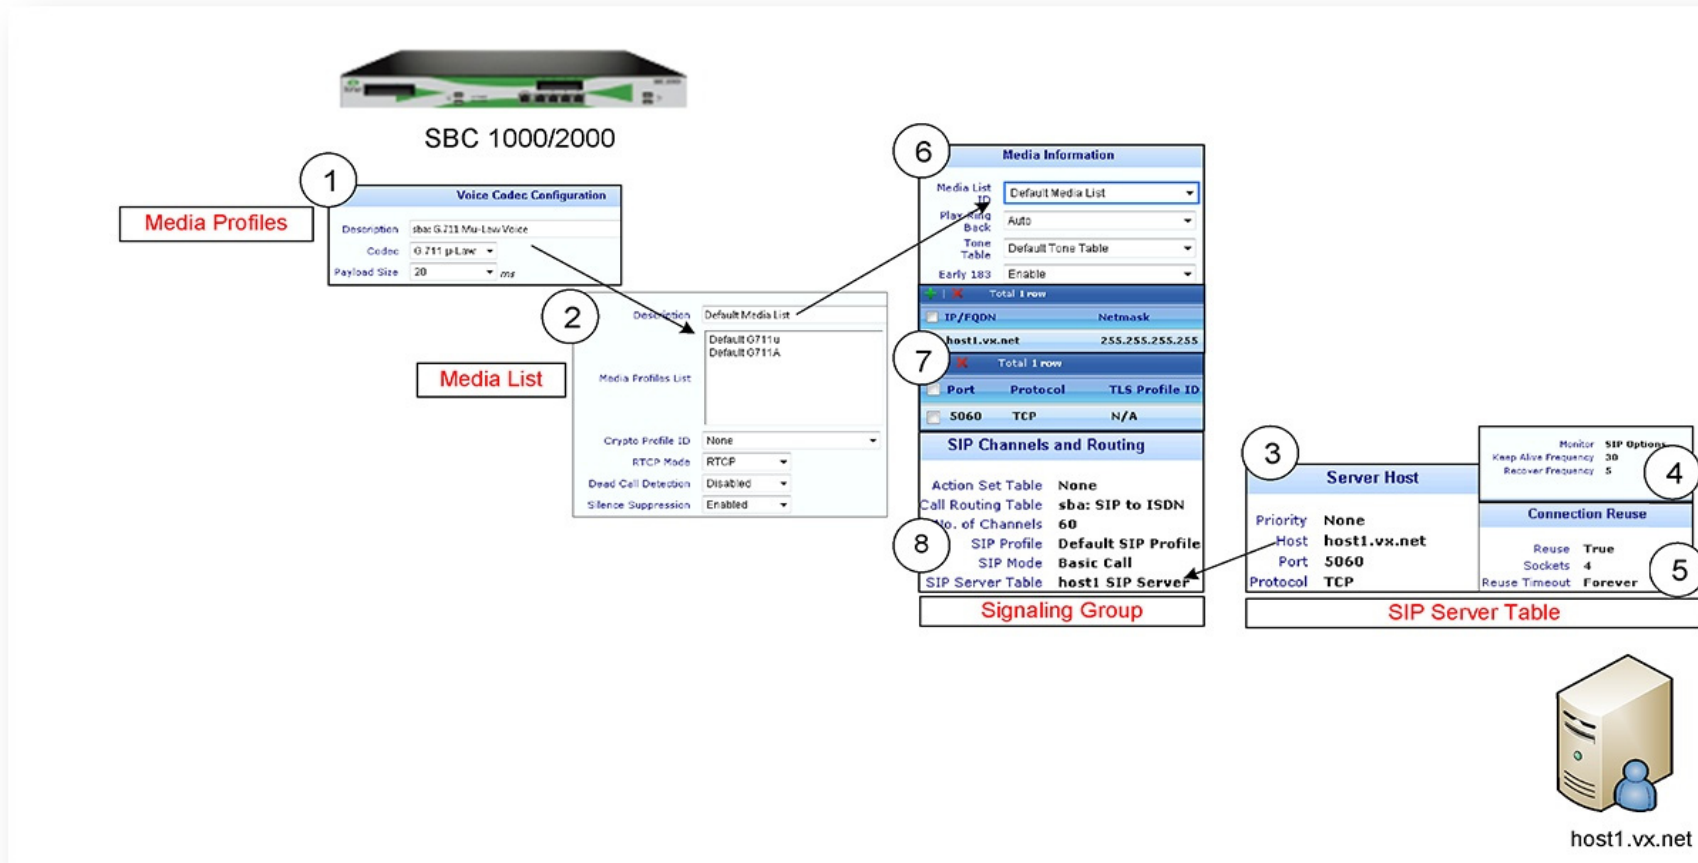 SBC 1000/2000
1
Voice Codec Configuration
Media Profiles
Description sba: G.711 Mu-Law Voice
Codec G.711 µ-Law
Payload Size 20 ms
2
Description Default Media List
Default G711u
Default G711A
Media Profiles List
Media List
Crypto Profile ID None
RTCP Mode RTCP
Dead Call Detection Disabled
Silence Suppression Enabled
6
Media Information
Media List ID Default Media List
Play Ring Back Auto
Tone Table Default Tone Table
Early 183 Enable
Total 1 row
IP/FQDN Netmask
host1.vx.net 255.255.255.255
7
Total 1 row
Port Protocol TLS Profile ID
5060 TCP N/A
SIP Channels and Routing
Action Set Table None
Call Routing Table sba: SIP to ISDN
No. of Channels 60
8
SIP Profile Default SIP Profile
SIP Mode Basic Call
SIP Server Table host1 SIP Server
Signaling Group
3
Server Host
Priority None
Host host1.vx.net
Port 5060
Protocol TCP
Monitor SIP Options
Keep Alive Frequency 30
Recover Frequency 5
4
Connection Reuse
Reuse True
Sockets 4
Reuse Timeout Forever
5
SIP Server Table
host1.vx.net